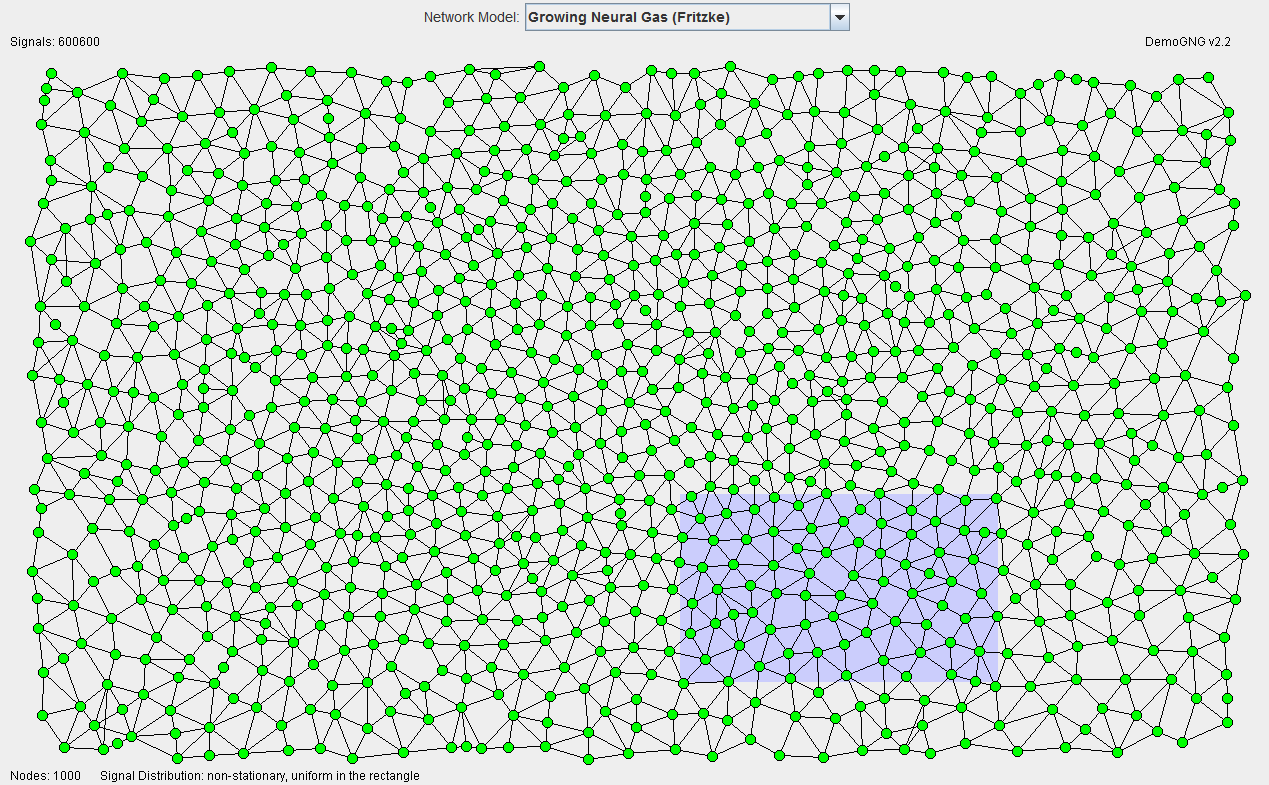 Network Model: Growing Neural Gas (Fritzke)
Signals: 600600
DemoGNG v2.2
Nodes: 1000
Signal Distribution: non-stationary, uniform in the rectangle